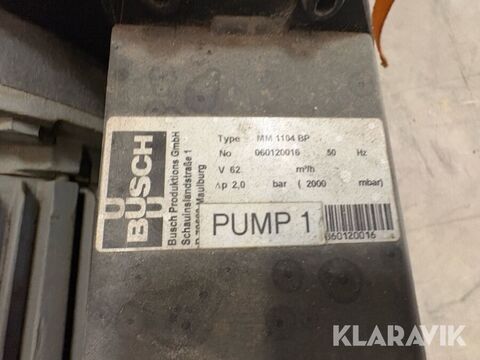 BUSCH
Busch Produktions GmbH
Schauinslandstraße 1
Maulburg
Type MM 1104 BP
No 060120016 50 Hz
V 62 m³/h
Δp 2,0 bar ( 2000 mbar)
PUMP 1
060120016
KLARAVIK